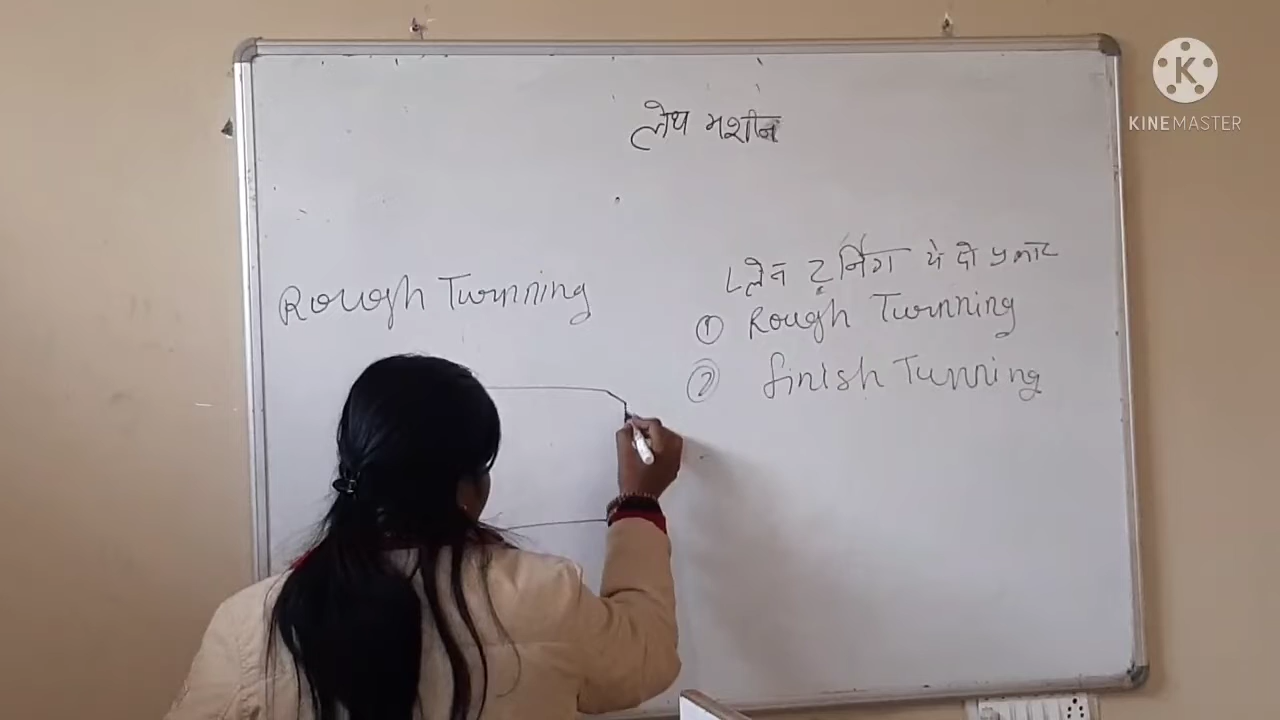 लेथ मशीन
Rough Turnning
प्लेन टर्निंग ये दो प्रकार
① Rough Turnning
② finish Turning
KINEMASTER